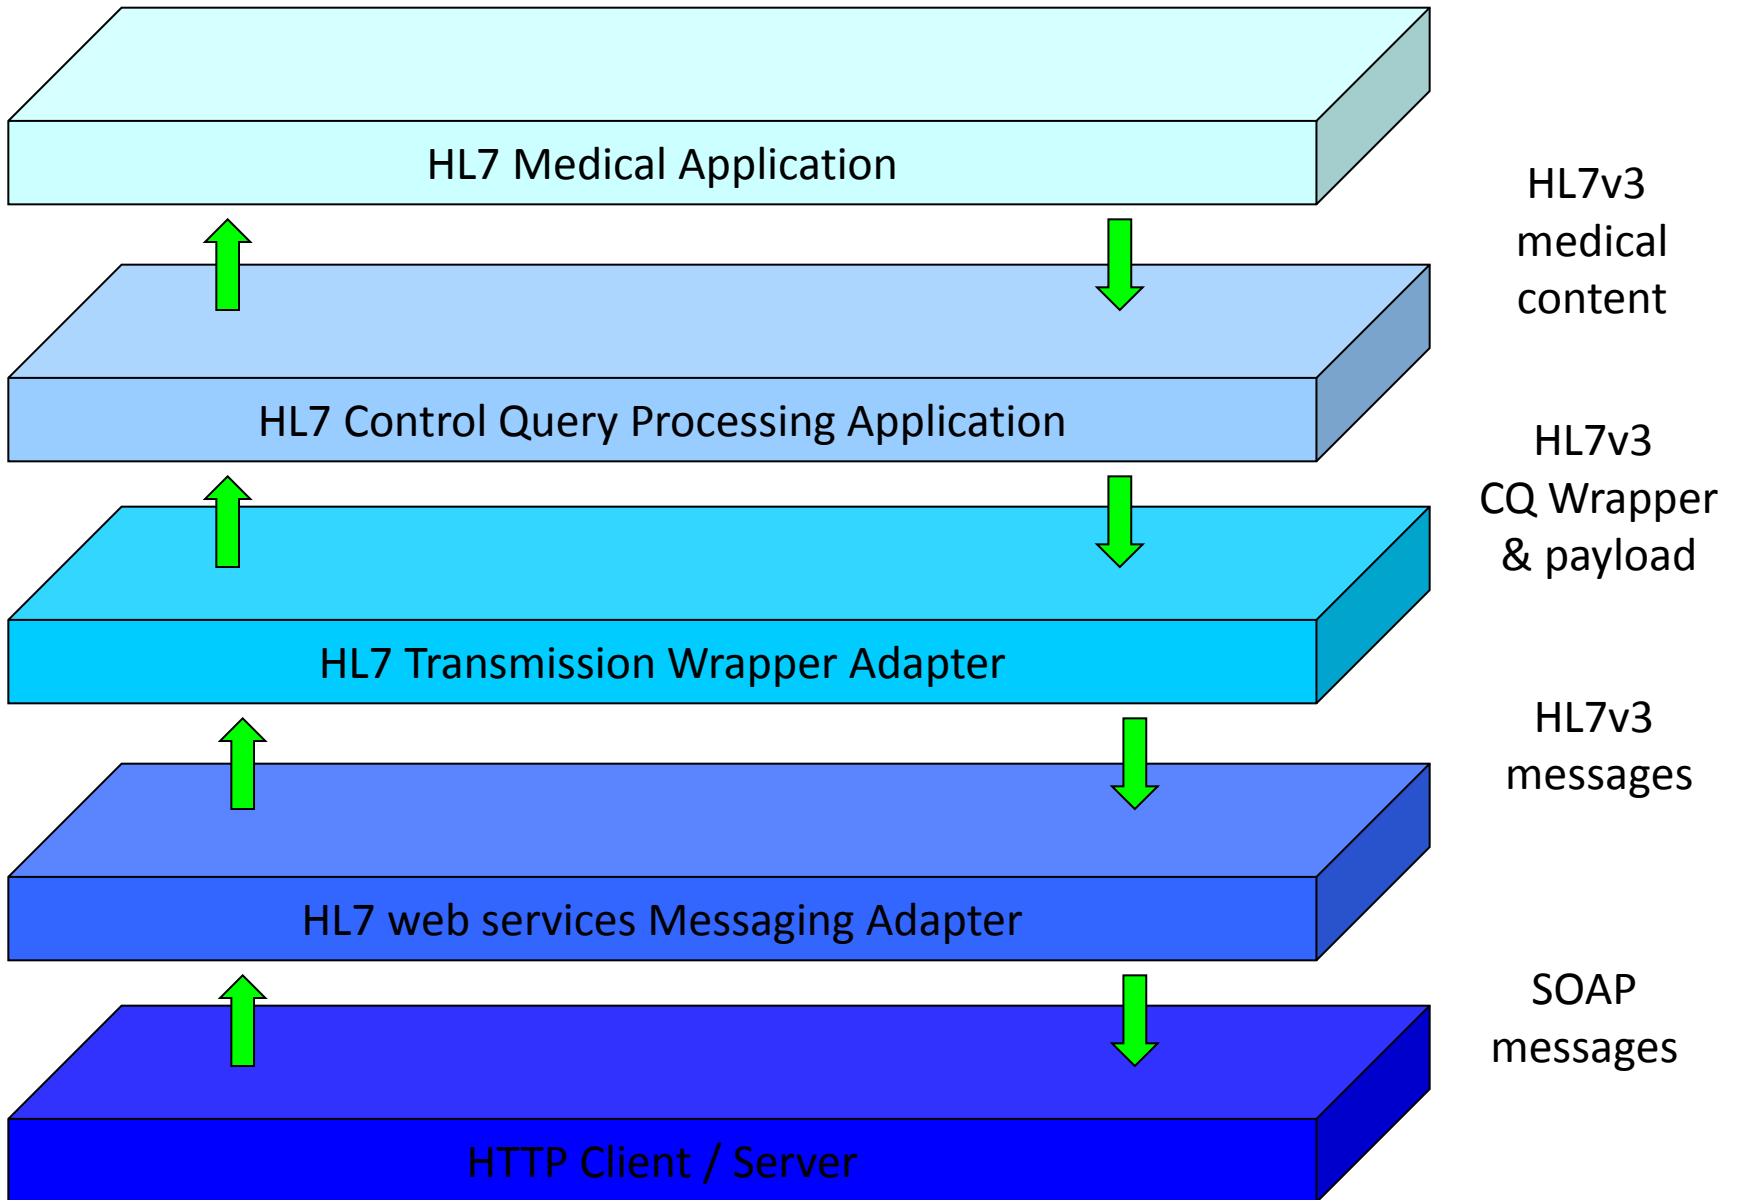 HL7 Medical Application
HL7v3
medical
content
HL7 Control Query Processing Application
HL7v3
CQ Wrapper
& payload
HL7 Transmission Wrapper Adapter
HL7v3
messages
HL7 web services Messaging Adapter
SOAP
messages
HTTP Client / Server